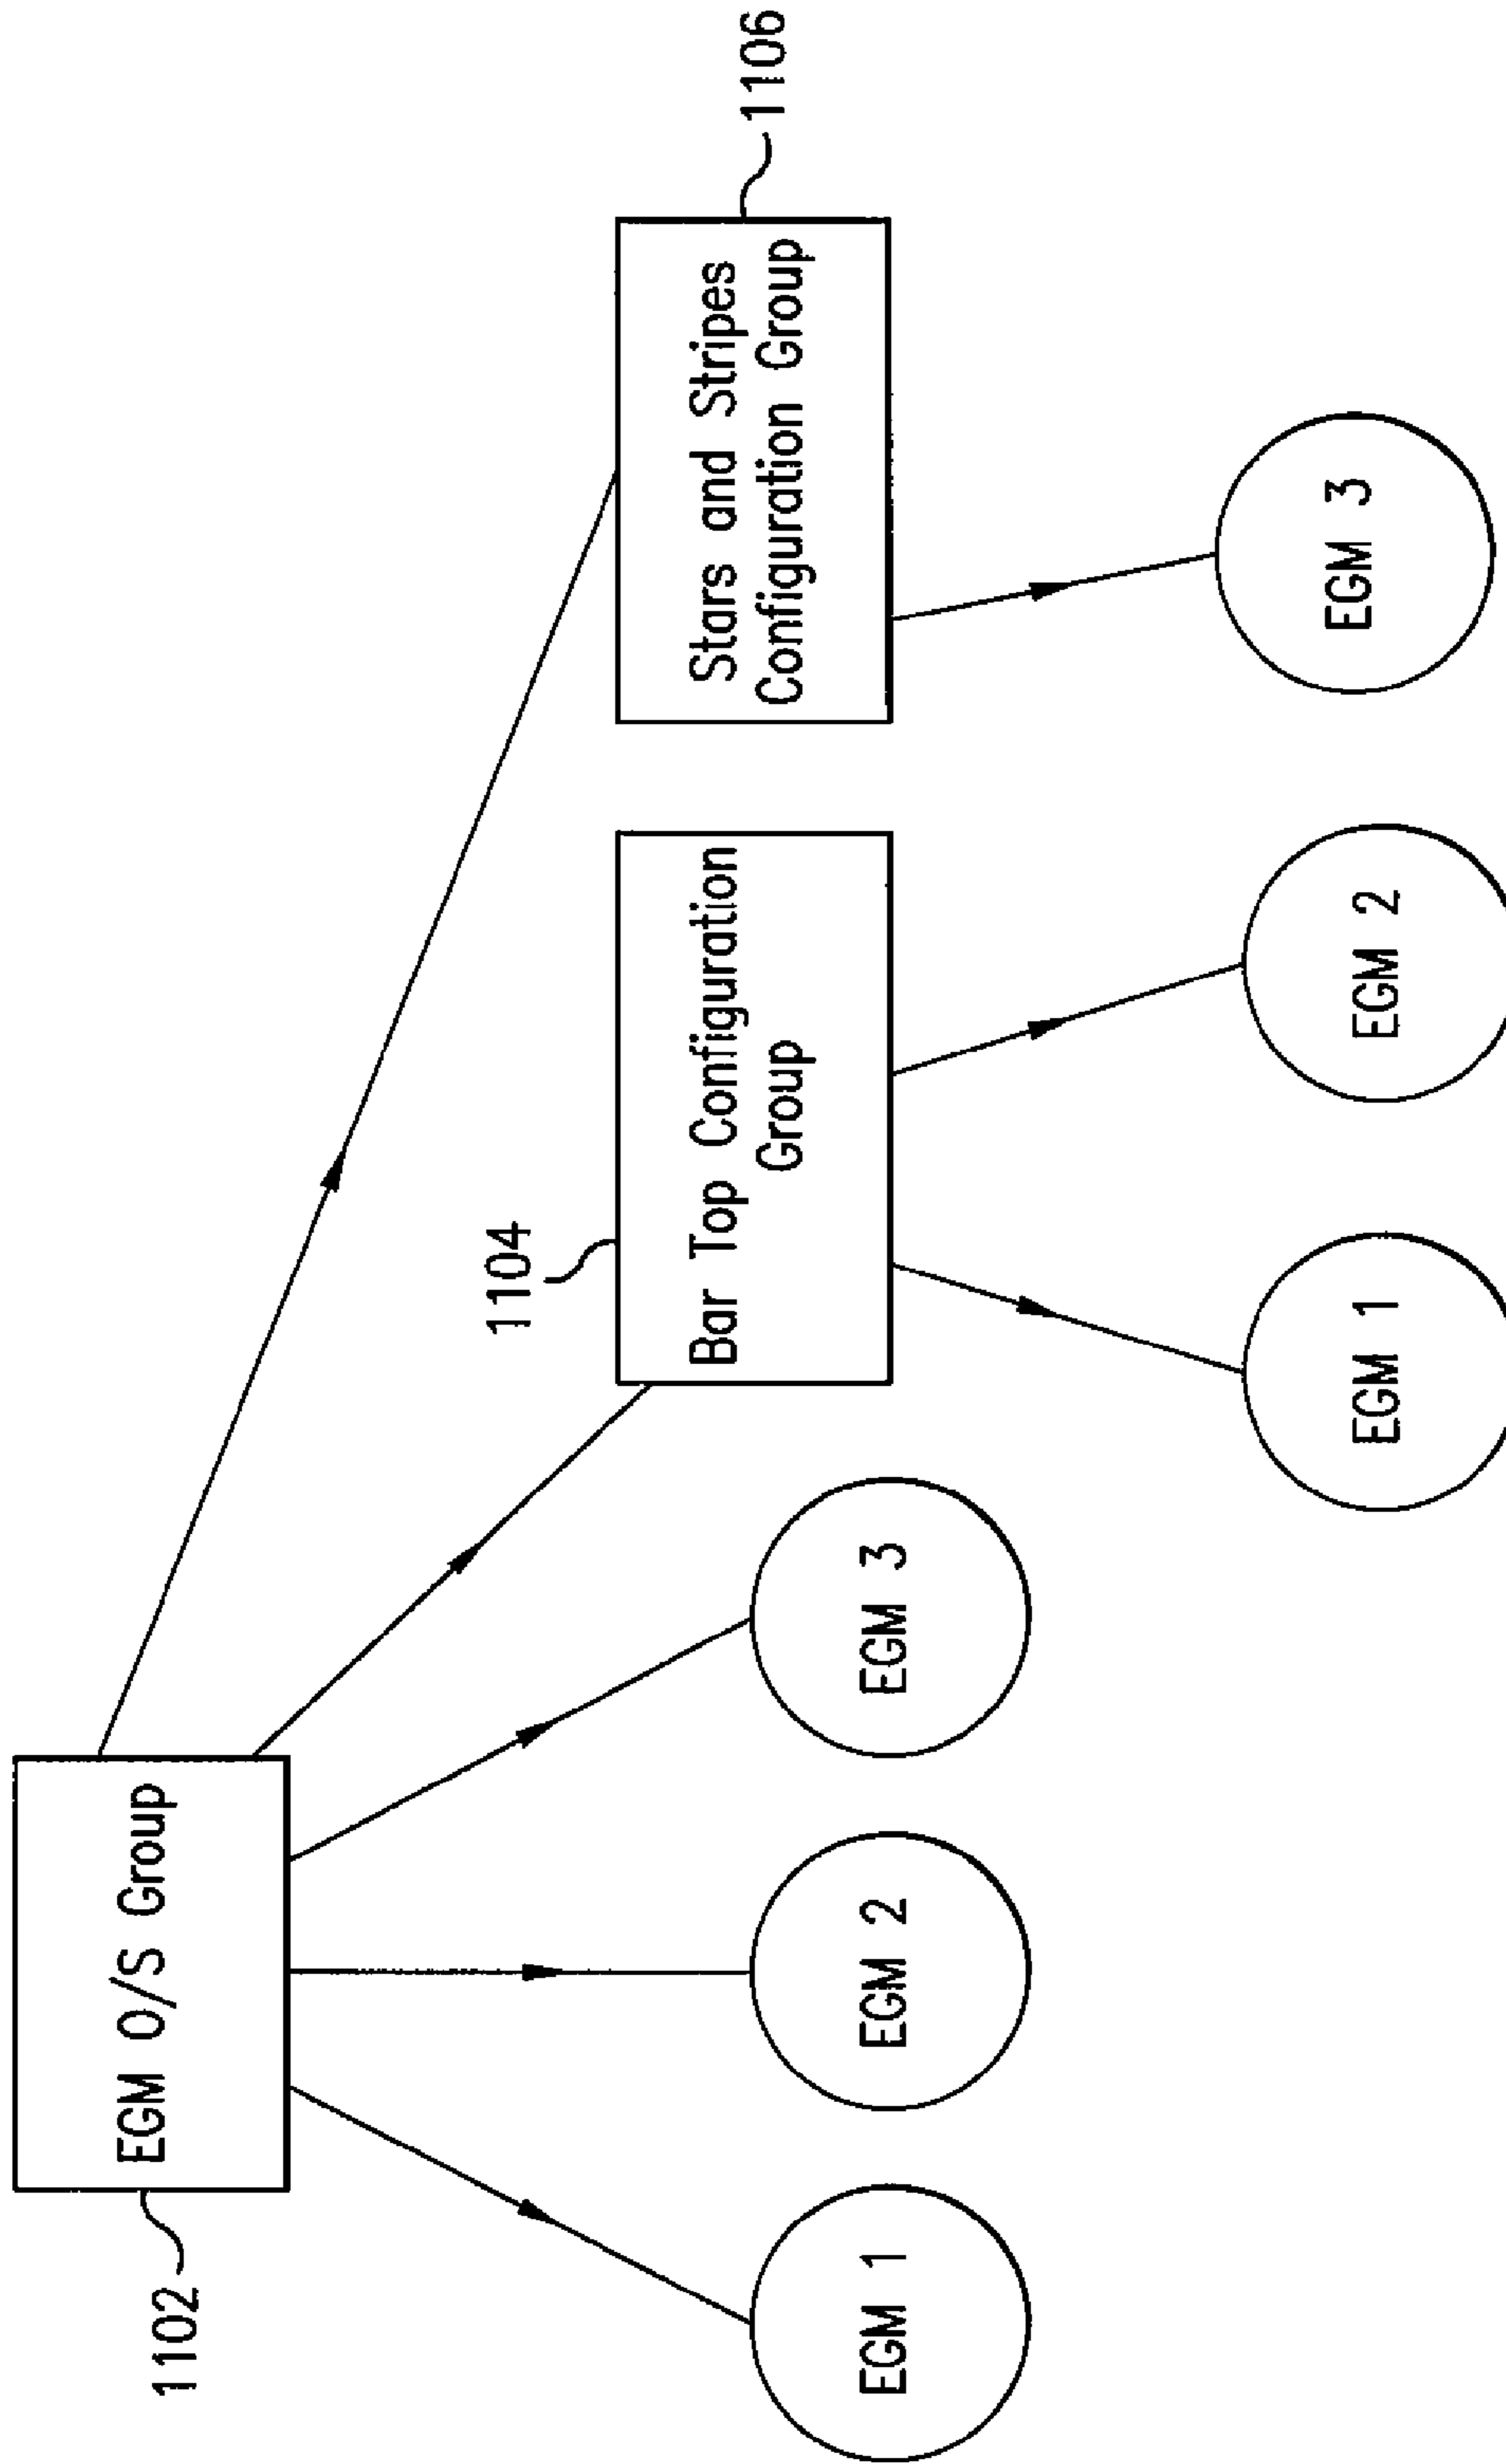 EGM O/S Group
1102
Stars and Stripes
Configuration Group
1106
1104
Bar Top Configuration
Group
EGM 1
EGM 2
EGM 3
EGM 1
EGM 2
EGM 3